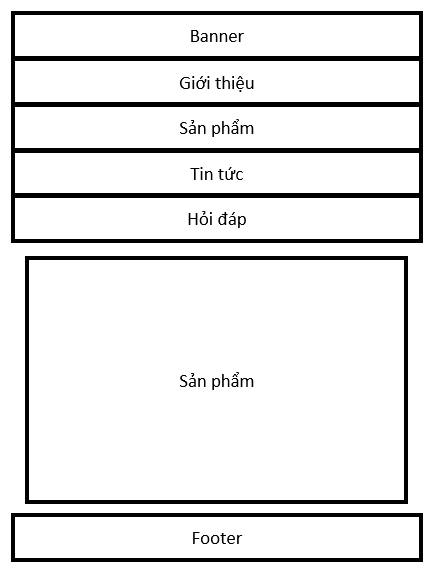 Banner
Giới thiệu
Sản phẩm
Tin tức
Hỏi đáp
Sản phẩm
Footer